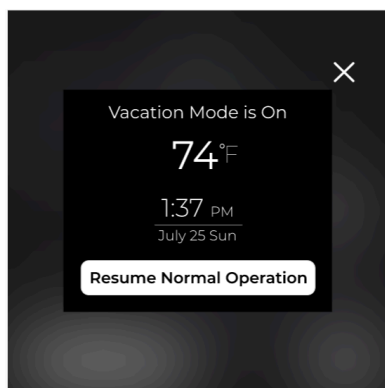 Vacation Mode is On
74°F
1:37 PM
July 25 Sun
Resume Normal Operation